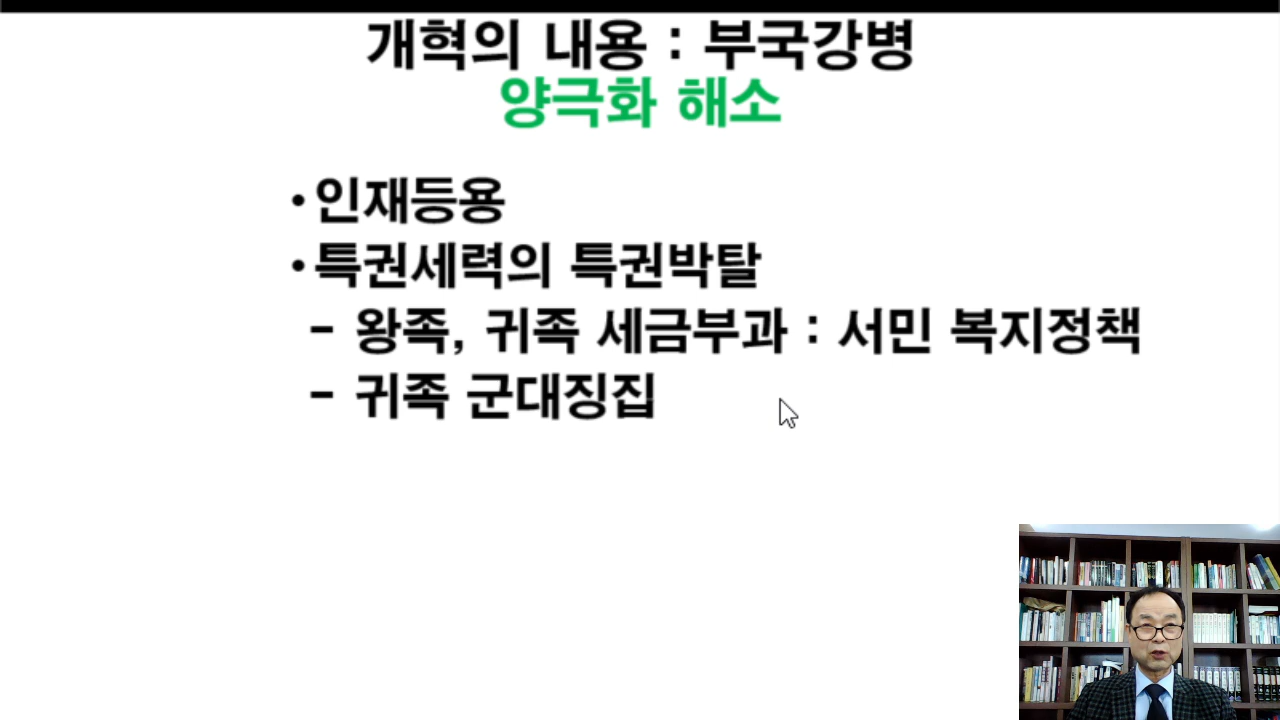 개혁의 내용 : 부국강병
양극화 해소
• 인재등용
• 특권세력의 특권박탈
- 왕족, 귀족 세금부과 : 서민 복지정책
- 귀족 군대징집